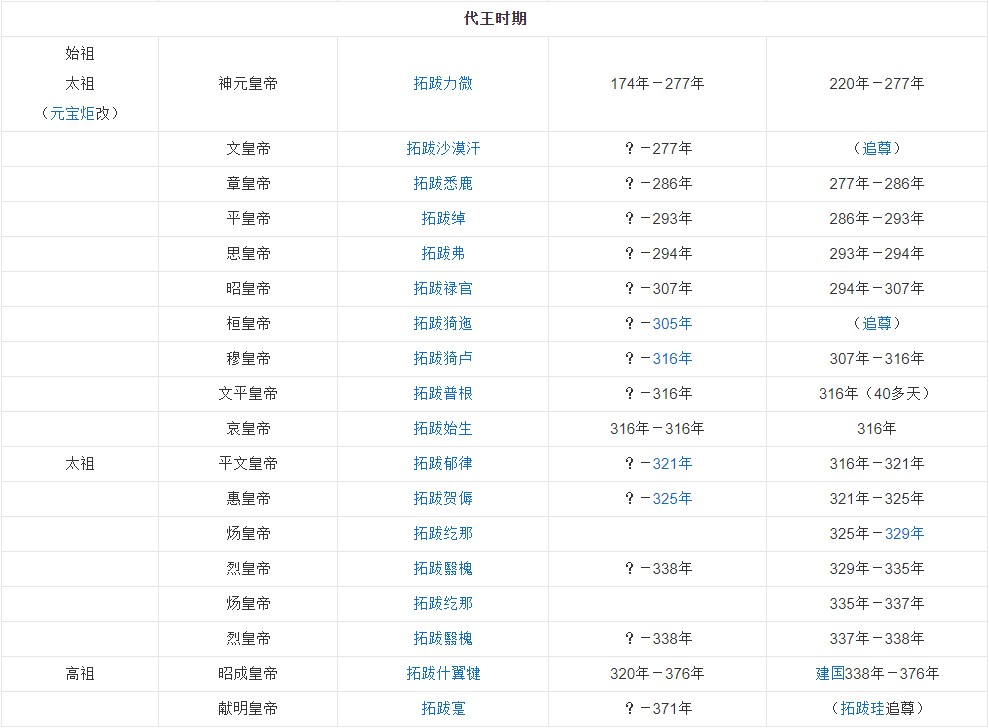 代王时期
始祖
太祖
（元宝炬改）
神元皇帝 拓跋力微 174年－277年 220年－277年
文皇帝 拓跋沙漠汗 ？－277年 （追尊）
章皇帝 拓跋悉鹿 ？－286年 277年－286年
平皇帝 拓跋绰 ？－293年 286年－293年
思皇帝 拓跋弗 ？－294年 293年－294年
昭皇帝 拓跋禄官 ？－307年 294年－307年
桓皇帝 拓跋猗迤 ？－305年 （追尊）
穆皇帝 拓跋猗卢 ？－316年 307年－316年
文平皇帝 拓跋普根 ？－316年 316年（40多天）
哀皇帝 拓跋始生 316年－316年 316年
太祖 平文皇帝 拓跋郁律 ？－321年 316年－321年
惠皇帝 拓跋贺傉 ？－325年 321年－325年
炀皇帝 拓跋纥那 325年－329年
烈皇帝 拓跋翳槐 ？－338年 329年－335年
炀皇帝 拓跋纥那 335年－337年
烈皇帝 拓跋翳槐 ？－338年 337年－338年
高祖 昭成皇帝 拓跋什翼犍 320年－376年 建国338年－376年
献明皇帝 拓跋寔 ？－371年 （拓跋珪追尊）